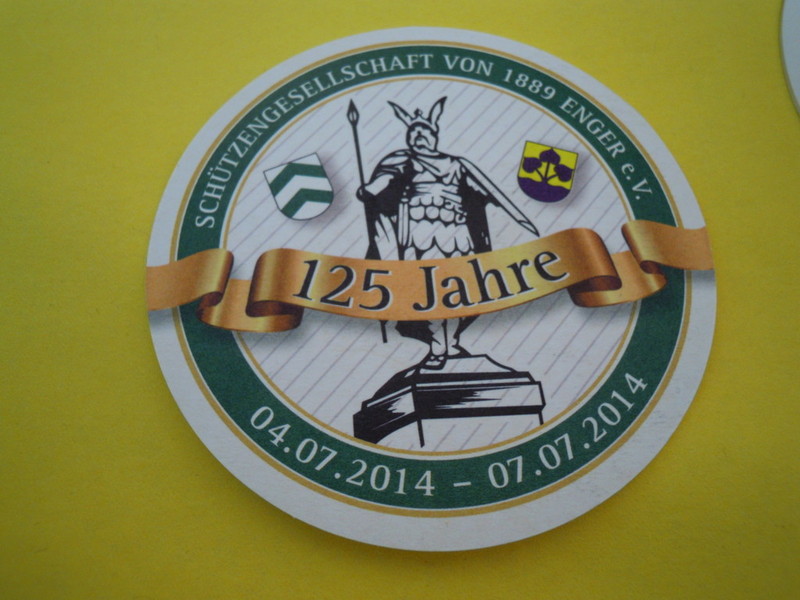 SCHÜTZENGESELLSCHAFT VON 1889 ENGER e.V.
125 Jahre
04.07.2014 – 07.07.2014